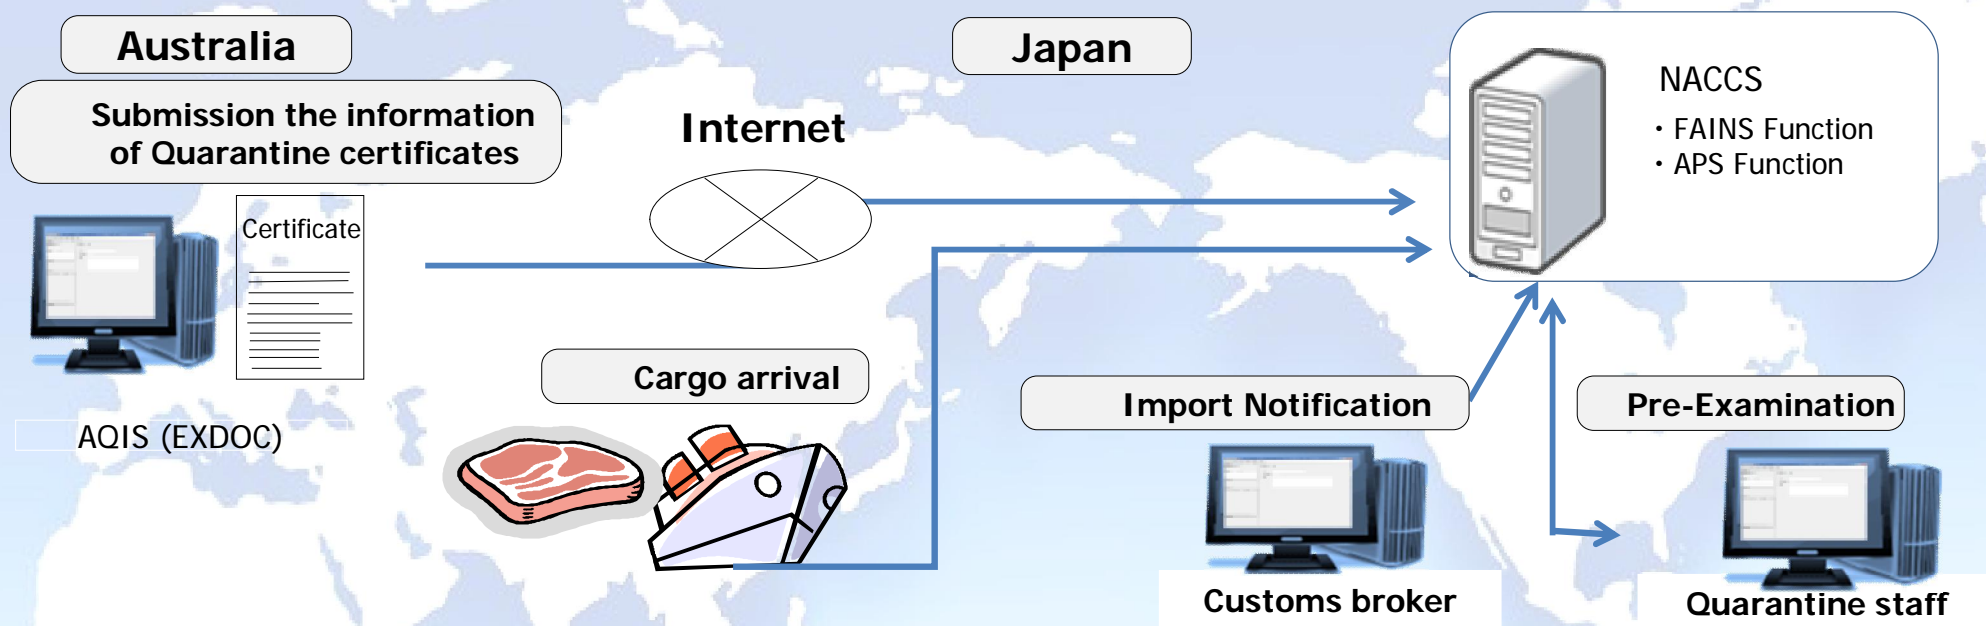 Australia
Submission the information
of Quarantine certificates
Certificate
AQIS (EXDOC)
Internet
Cargo arrival
Japan
NACCS
・FAINS Function
・APS Function
Import Notification
Customs broker
Pre-Examination
Quarantine staff